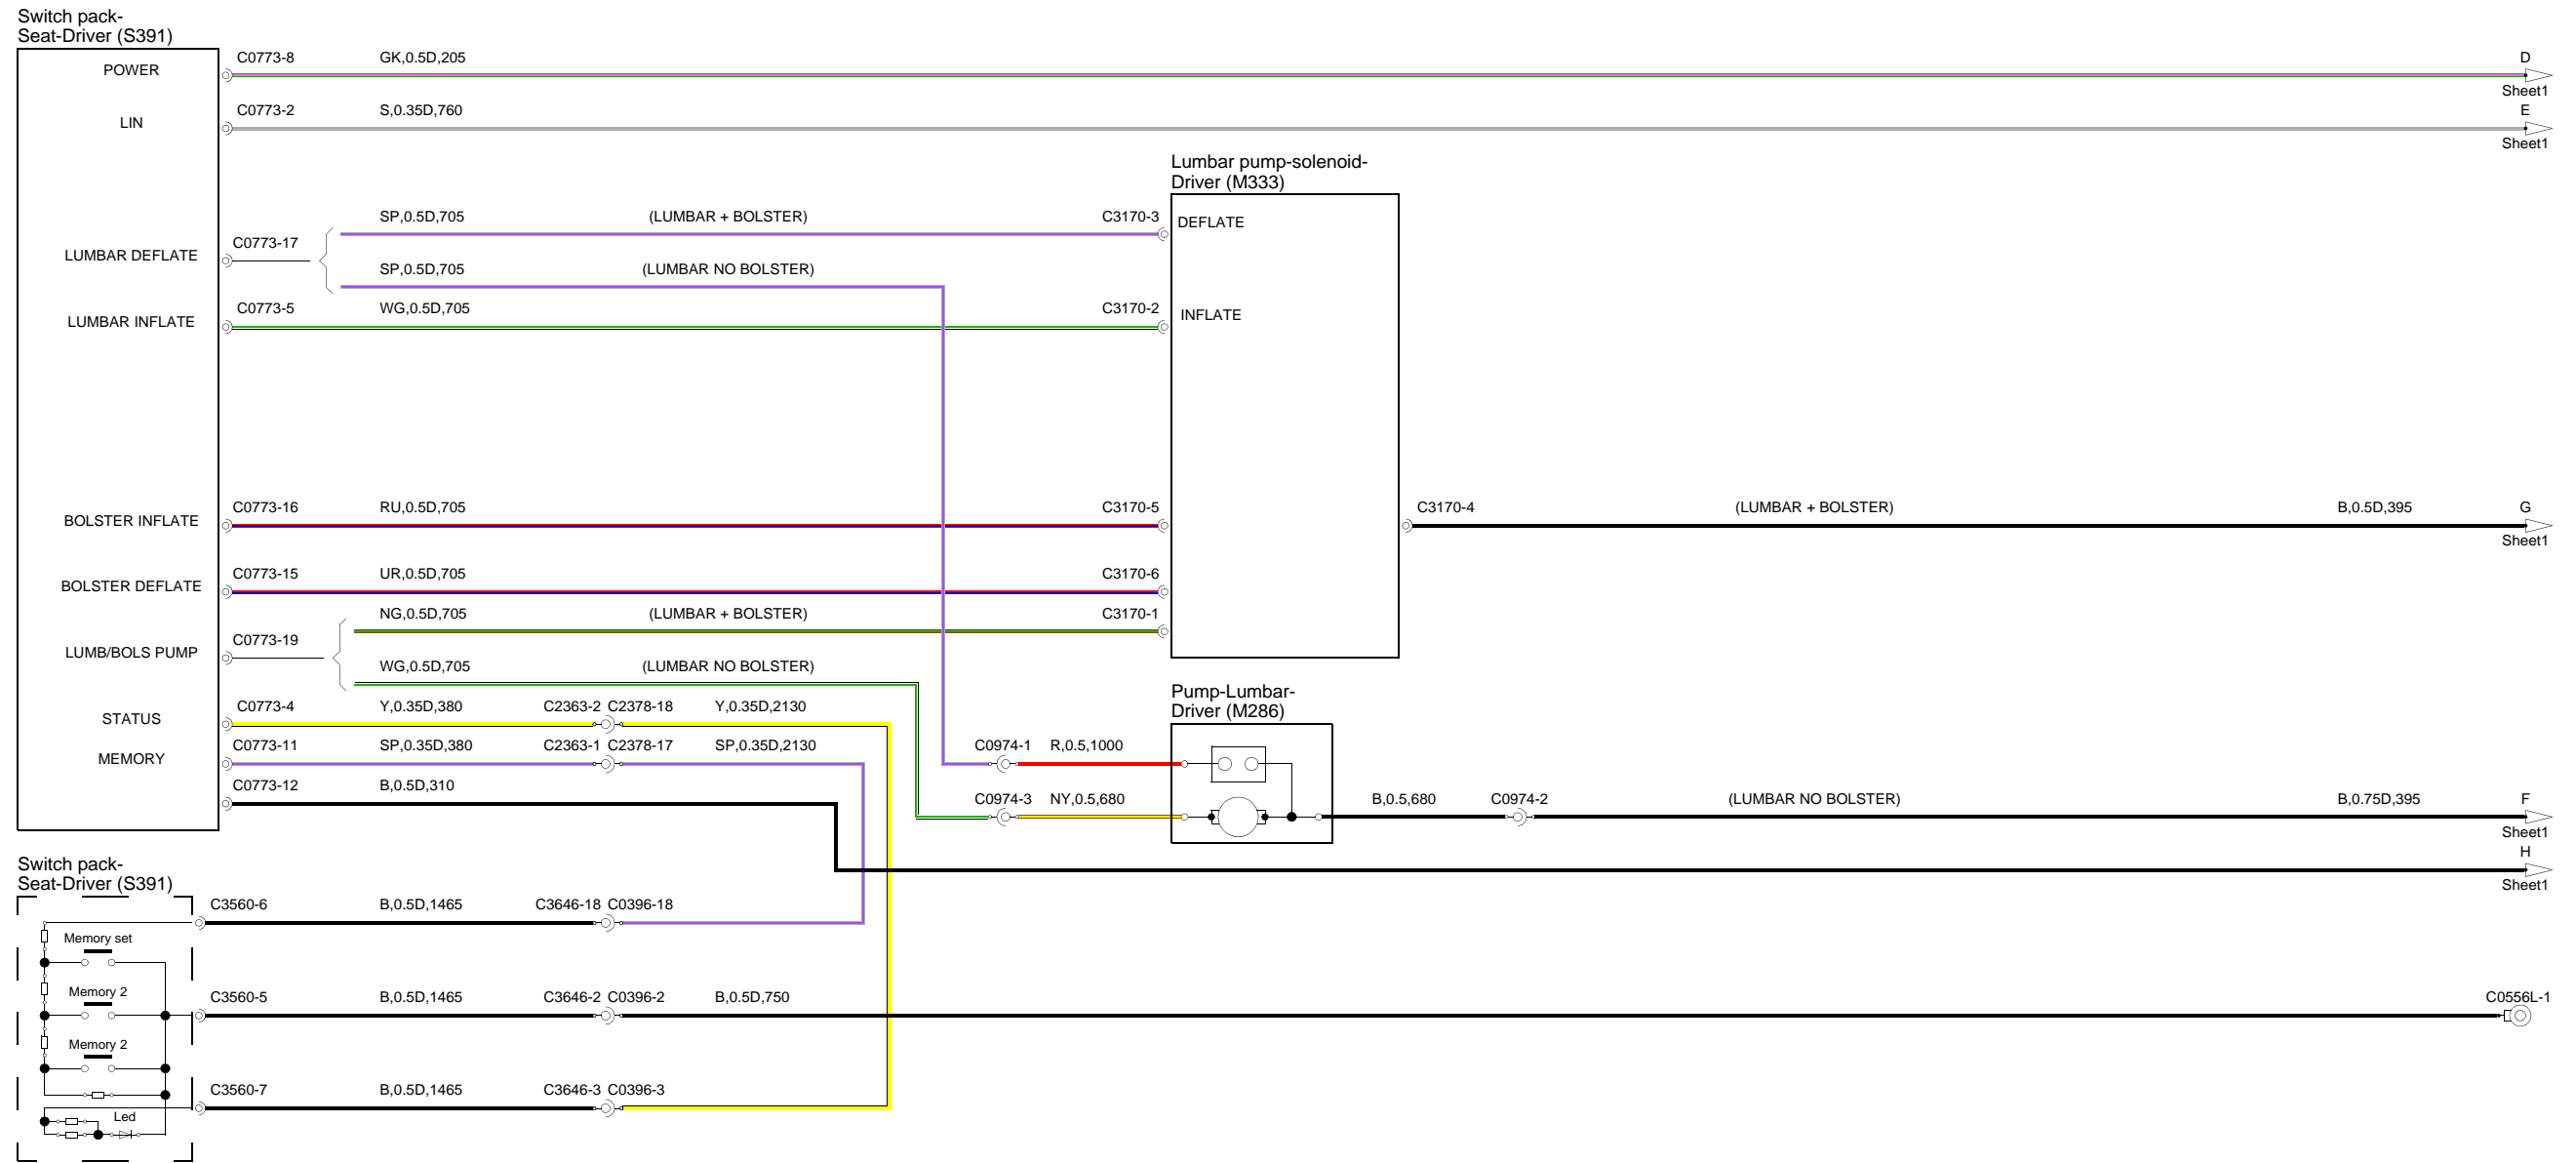 Switch pack-
Seat-Driver (S391)
C0773-8 GK,0.5D,205 D
POWER
Sheet1
C0773-2 S,0.35D,760 E
LIN
Sheet1
Lumbar pump-solenoid-
Driver (M333)
SP,0.5D,705 (LUMBAR + BOLSTER) C3170-3
DEFLATE
C0773-17
LUMBAR DEFLATE
SP,0.5D,705 (LUMBAR NO BOLSTER)
C0773-5 WG,0.5D,705 C3170-2
LUMBAR INFLATE INFLATE
C0773-16 RU,0.5D,705 C3170-5 C3170-4 (LUMBAR + BOLSTER) B,0.5D,395 G
BOLSTER INFLATE
Sheet1
C0773-15 UR,0.5D,705 C3170-6
BOLSTER DEFLATE
NG,0.5D,705 (LUMBAR + BOLSTER) C3170-1
C0773-19
LUMB/BOLS PUMP
WG,0.5D,705 (LUMBAR NO BOLSTER)
Pump-Lumbar-
Driver (M286)
C0773-4 Y,0.35D,380 C2363-2 C2378-18 Y,0.35D,2130
STATUS
C0773-11 SP,0.35D,380 C2363-1 C2378-17 SP,0.35D,2130 C0974-1 R,0.5,1000
MEMORY
C0773-12 B,0.5D,310
C0974-3 NY,0.5,680 B,0.5,680 C0974-2 (LUMBAR NO BOLSTER) B,0.75D,395 F
Sheet1
H
Sheet1
Switch pack-
Seat-Driver (S391)
C3560-6 B,0.5D,1465 C3646-18 C0396-18
Memory set
Memory 2
C3560-5 B,0.5D,1465 C3646-2 C0396-2 B,0.5D,750 C0556L-1
Memory 2
C3560-7 B,0.5D,1465 C3646-3 C0396-3
Led